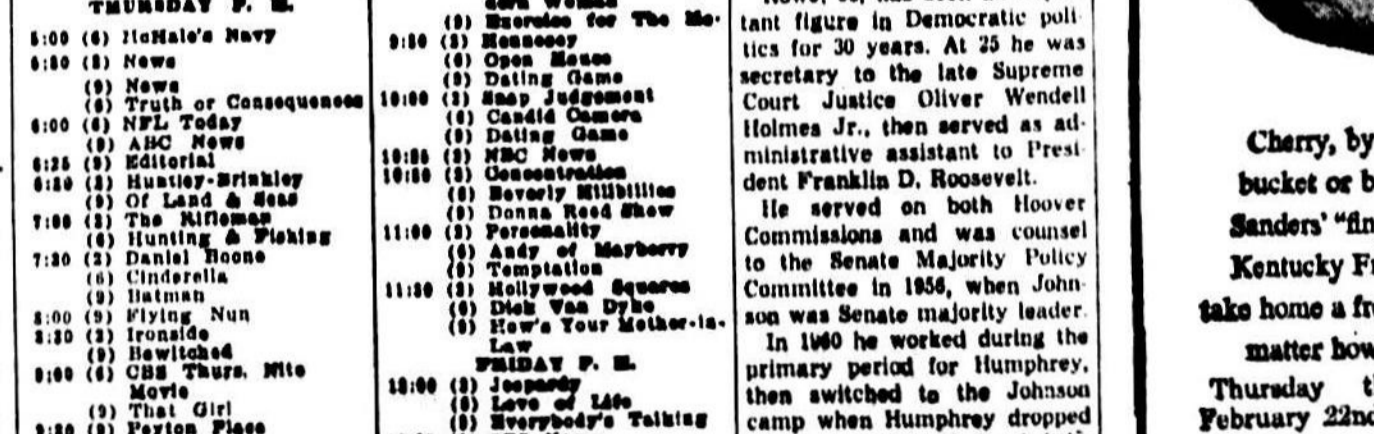 THURSDAY P. M.
5:00 (6) McHale's Navy
(2) News
(9) News
(6) Truth or Consequences
6:00 (6) NFL Today
(9) ABC News
6:25 (9) Editorial
6:30 (2) Huntley-Brinkley
(9) Of Land & Seas
7:00 (2) The Rifleman
(6) Hunting & Fishing
7:30 (2) Daniel Boone
(6) Cinderella
(9) Batman
8:00 (9) Flying Nun
8:30 (2) Ironside
(9) Bewitched
9:00 (6) CBS Thurs. Nite
Movie
(9) That Girl
9:30 (9) Peyton Place
(9) Exercise for The Mo-
Hennesey
(6) Open House
(9) Dating Game
10:00 (2) Snap Judgement
(6) Candid Camera
(9) Dating Game
(2) NBC News
10:30 (2) Concentration
(6) Beverly Hillbillies
(9) Donna Reed Show
11:00 (2) Personality
(6) Andy of Mayberry
(9) Temptation
11:30 (2) Hollywood Squares
(6) Dick Van Dyke
(9) How's Your Mother-in-
Law
FRIDAY P. M.
(2) Jeopardy
(6) Love of Life
(9) Everybody's Talking
tant figure in Democratic poli-
tics for 30 years. At 25 he was
secretary to the late Supreme
Court Justice Oliver Wendell
Holmes Jr., then served as ad-
ministrative assistant to Presi-
dent Franklin D. Roosevelt.
He served on both Hoover
Commissions and was counsel
to the Senate Majority Policy
Committee in 1956, when John-
son was Senate majority leader.
In 1960 he worked during the
primary period for Humphrey,
then switched to the Johnson
camp when Humphrey dropped
Cherry, by
bucket or b
Sanders' "fin
Kentucky Fr
take home a fre
matter how
Thursday t
February 22nd